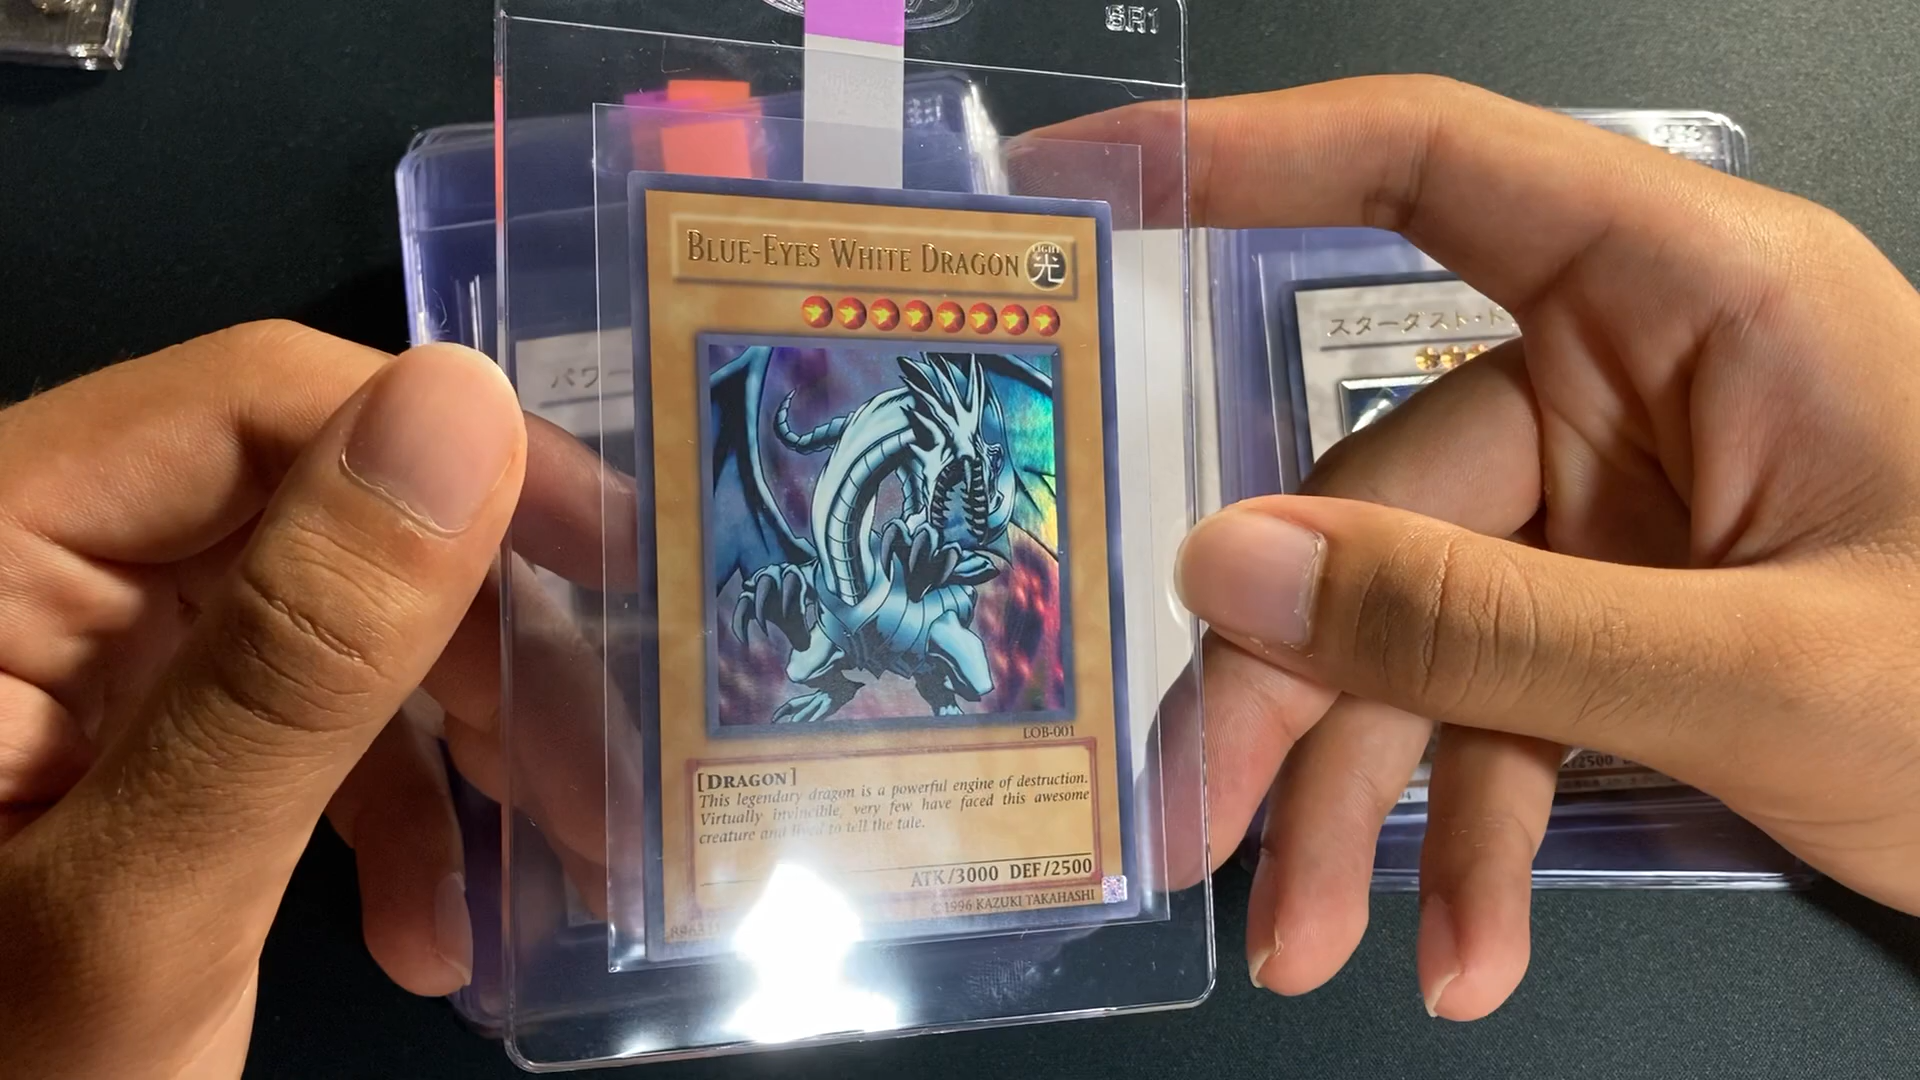 BLUE-EYES WHITE DRAGON
LIGHT
光
LOB-001
[DRAGON]
This legendary dragon is a powerful engine of destruction.
Virtually invincible, very few have faced this awesome
creature and lived to tell the tale.
ATK/3000 DEF/2500
©1996 KAZUKI TAKAHASHI
パワー
スターダスト・ド
/2500